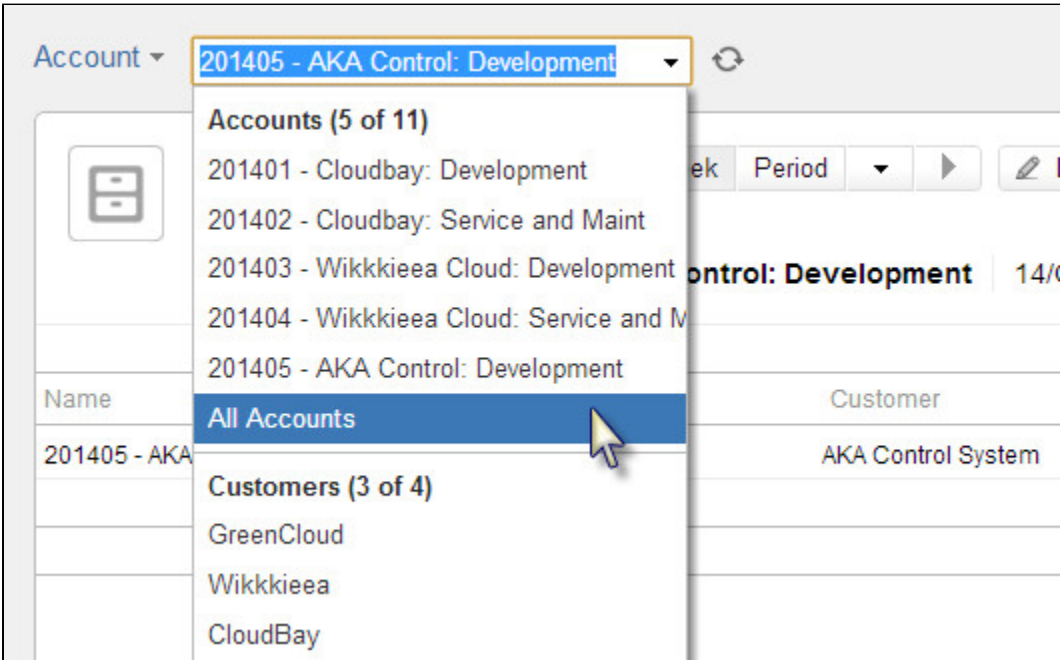 Account
201405 - AKA Control: Development
Accounts (5 of 11)
201401 - Cloudbay: Development
201402 - Cloudbay: Service and Maint
201403 - Wikkkieea Cloud: Development
201404 - Wikkkieea Cloud: Service and M
201405 - AKA Control: Development
All Accounts
Customers (3 of 4)
GreenCloud
Wikkkieea
CloudBay
ek Period
ontrol: Development 14/
Name Customer
201405 - AKA AKA Control System